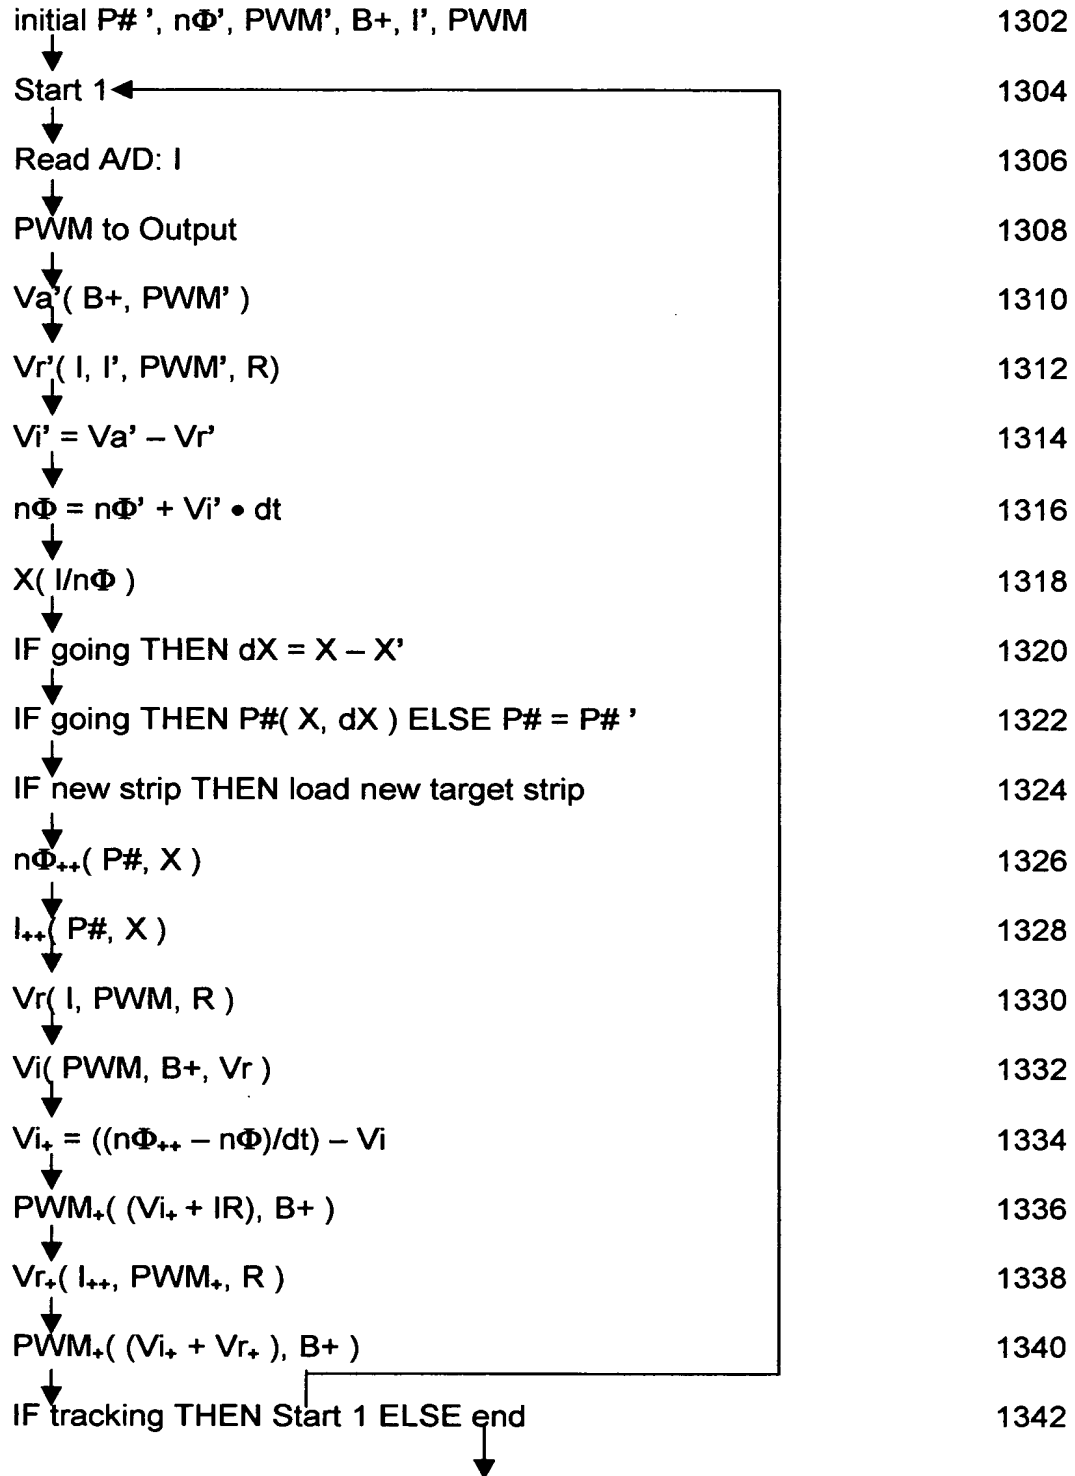 initial P# ', nΦ', PWM', B+, I', PWM 1302
Start 1 1304
Read A/D: I 1306
PWM to Output 1308
Va'( B+, PWM' ) 1310
Vr'( I, I', PWM', R) 1312
Vi' = Va' – Vr' 1314
nΦ = nΦ' + Vi' • dt 1316
X( I/nΦ ) 1318
IF going THEN dX = X – X' 1320
IF going THEN P#( X, dX ) ELSE P# = P# ' 1322
IF new strip THEN load new target strip 1324
nΦ++( P#, X ) 1326
I++( P#, X ) 1328
Vr( I, PWM, R ) 1330
Vi( PWM, B+, Vr ) 1332
Vi+ = ((nΦ++ – nΦ)/dt) – Vi 1334
PWM+( (Vi+ + IR), B+ ) 1336
Vr+( I++, PWM+, R ) 1338
PWM+( (Vi+ + Vr+ ), B+ ) 1340
IF tracking THEN Start 1 ELSE end 1342